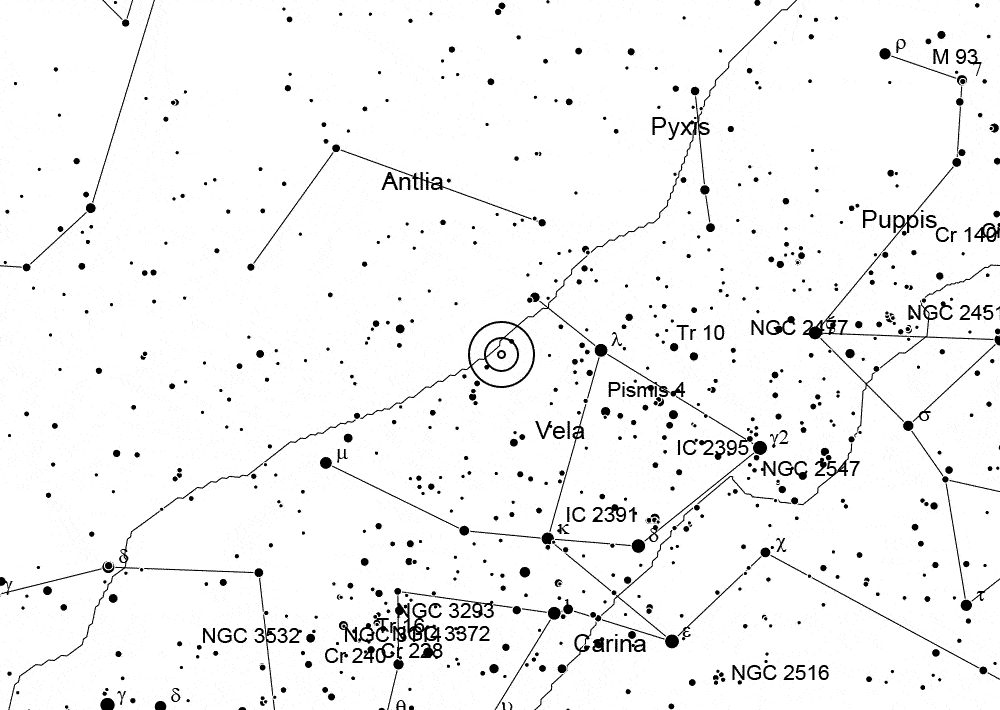 ρ
M 93
Pyxis
Antlia
Puppis
Cr 140
NGC 2451
NGC 2477
Tr 10
λ
Pismis 4
σ
Vela
γ2
IC 2395
μ
NGC 2547
IC 2391
κ
δ
χ
δ
γ
τ
ι
NGC 3293
Tr 16
NGC 3372
ε
NGC 3532
Carina
Cr 240
Cr 228
NGC 2516
γ
δ
θ
υ